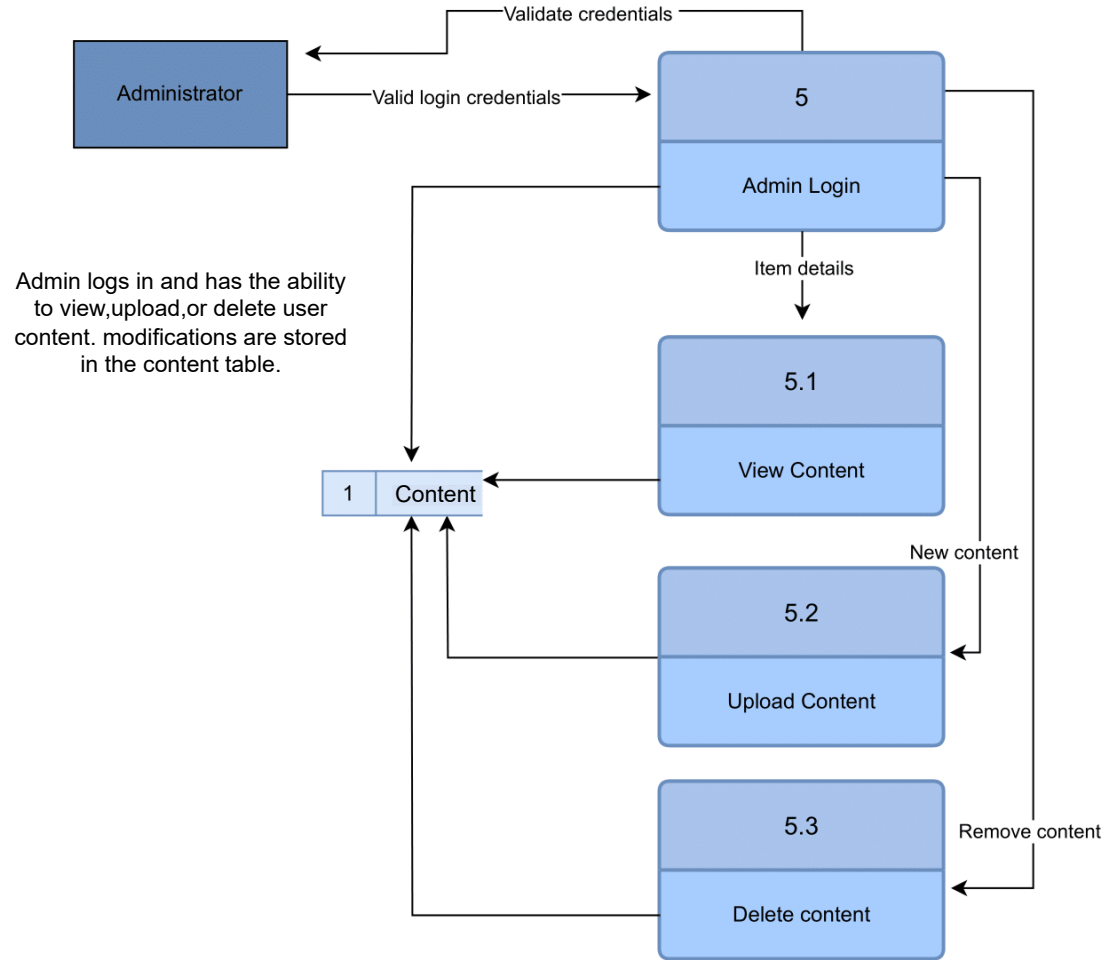 Validate credentials
Administrator
Valid login credentials
5
Admin Login
Item details
Admin logs in and has the ability
to view,upload,or delete user
content. modifications are stored
in the content table.
5.1
View Content
1
Content
New content
5.2
Upload Content
5.3
Remove content
Delete content